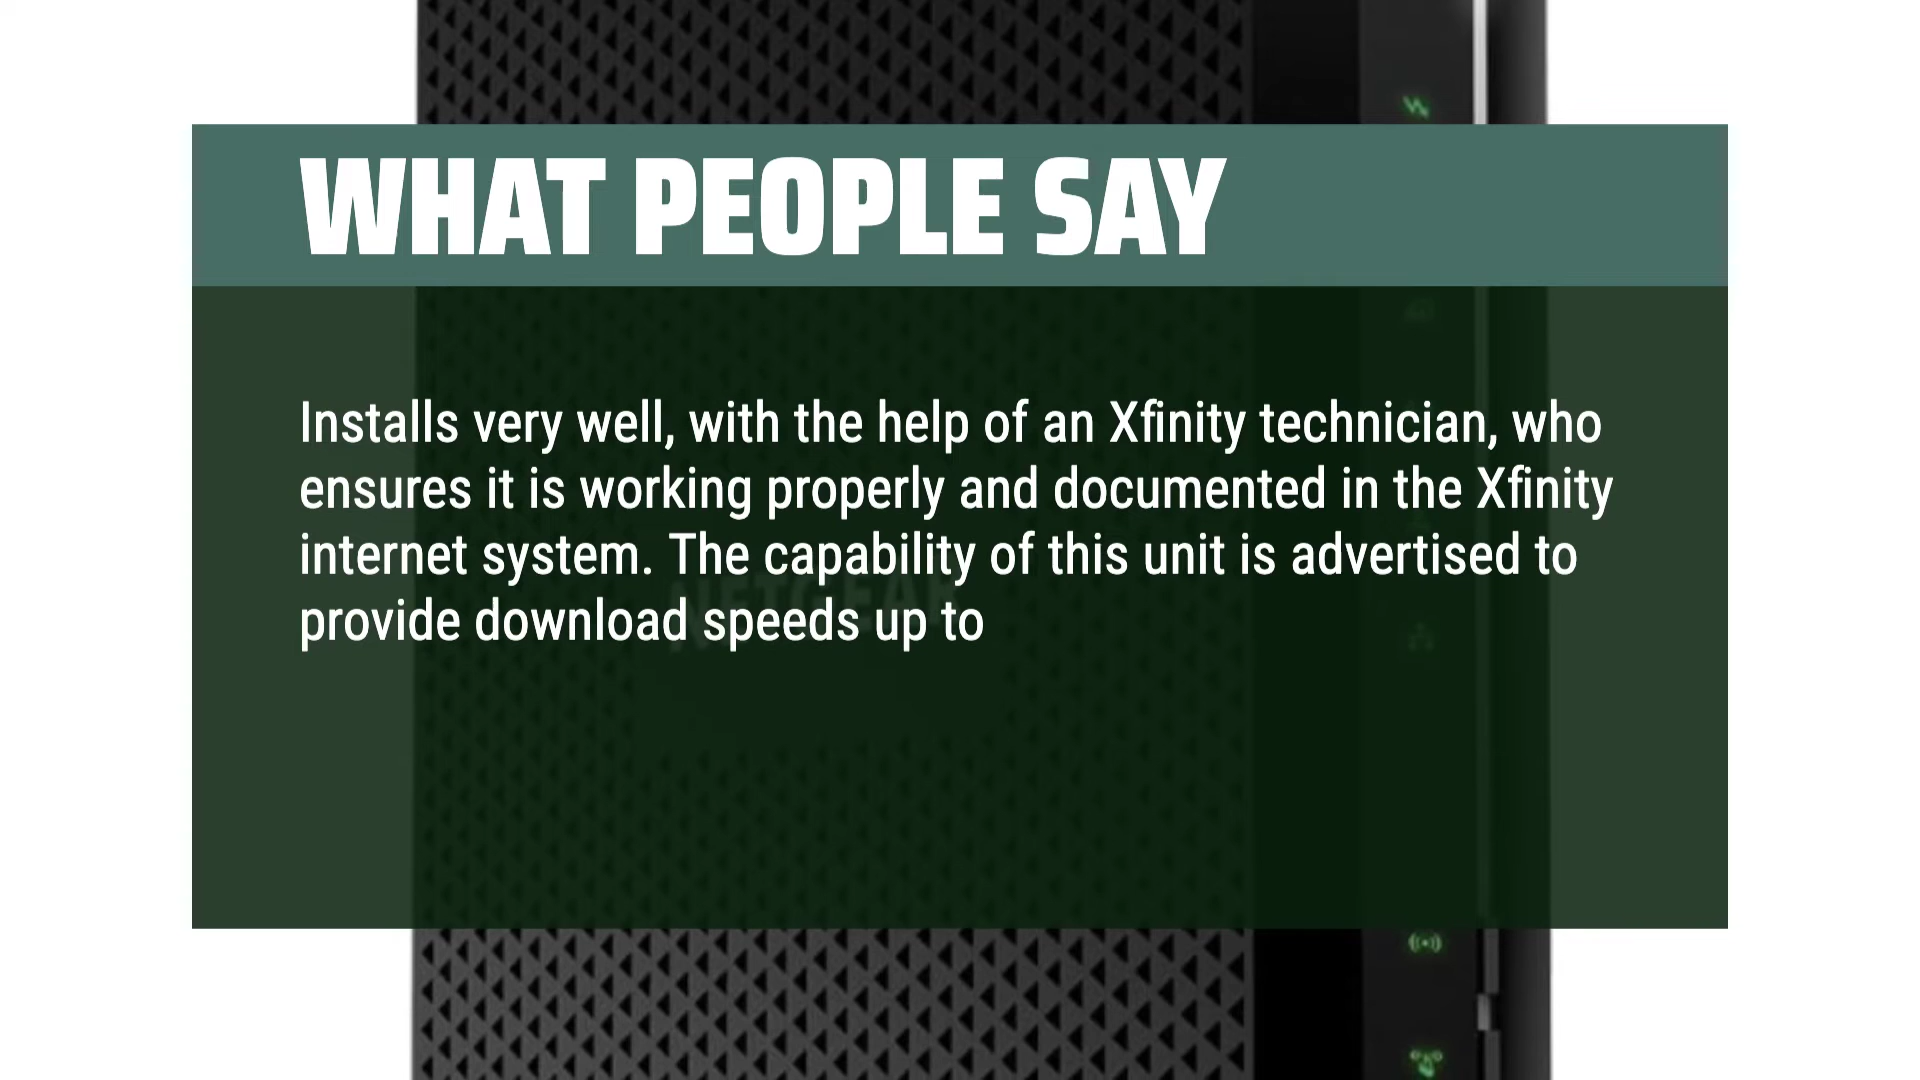 WHAT PEOPLE SAY
Installs very well, with the help of an Xfinity technician, who
ensures it is working properly and documented in the Xfinity
internet system. The capability of this unit is advertised to
provide download speeds up to
NETGEAR